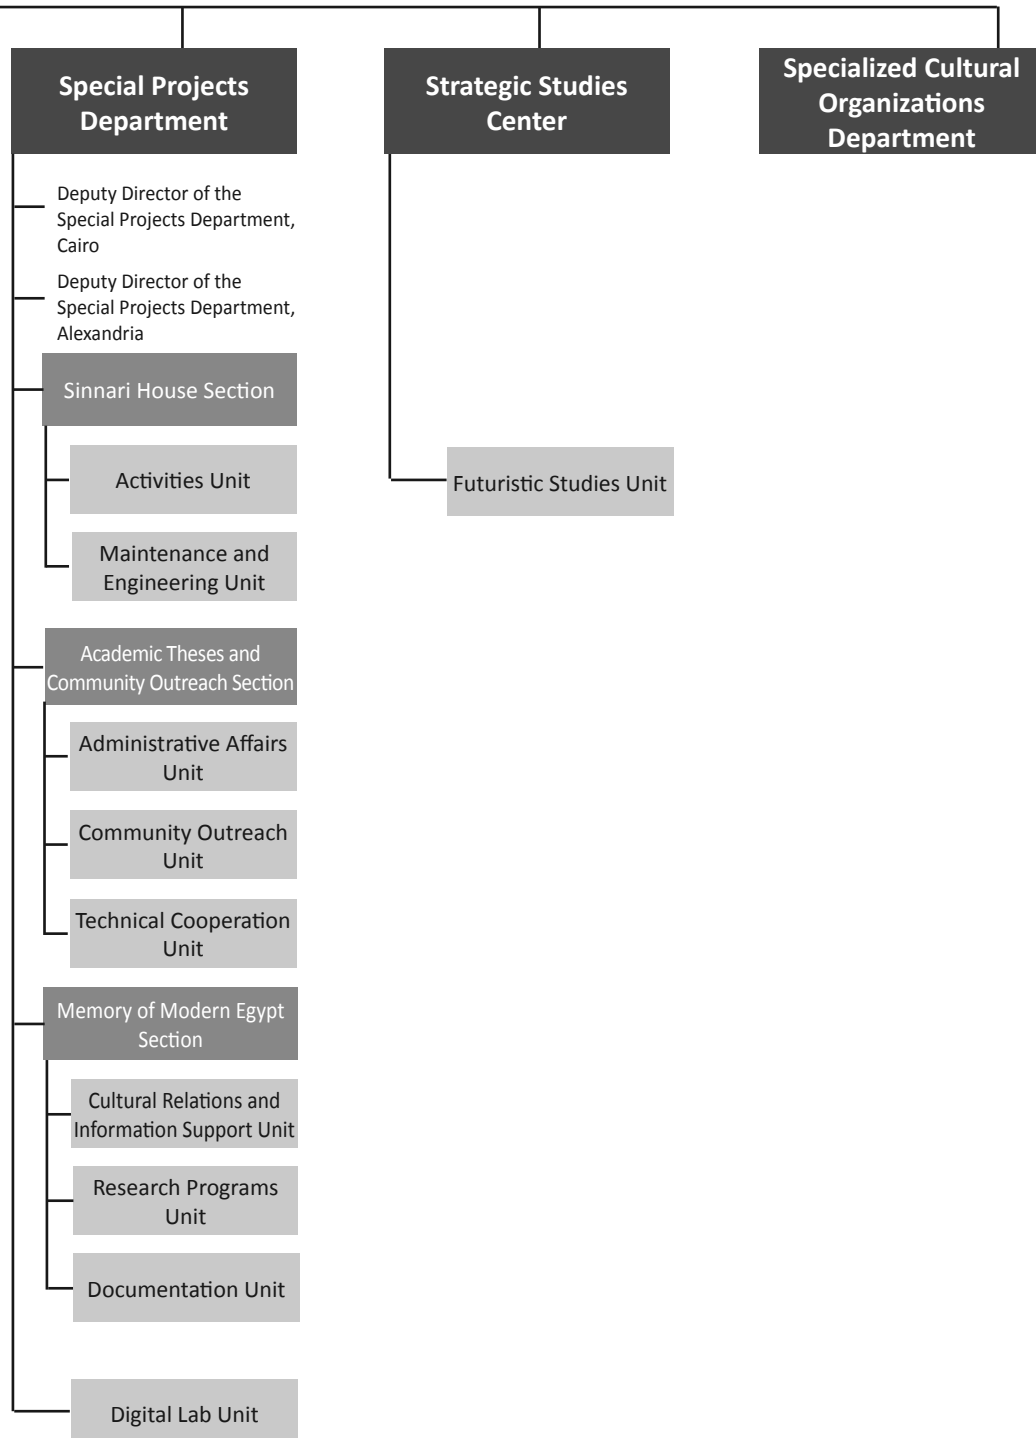 Special Projects
Department
Strategic Studies
Center
Specialized Cultural
Organizations
Department
Deputy Director of the
Special Projects Department,
Cairo
Deputy Director of the
Special Projects Department,
Alexandria
Sinnari House Section
Activities Unit
Futuristic Studies Unit
Maintenance and
Engineering Unit
Academic Theses and
Community Outreach Section
Administrative Affairs
Unit
Community Outreach
Unit
Technical Cooperation
Unit
Memory of Modern Egypt
Section
Cultural Relations and
Information Support Unit
Research Programs
Unit
Documentation Unit
Digital Lab Unit